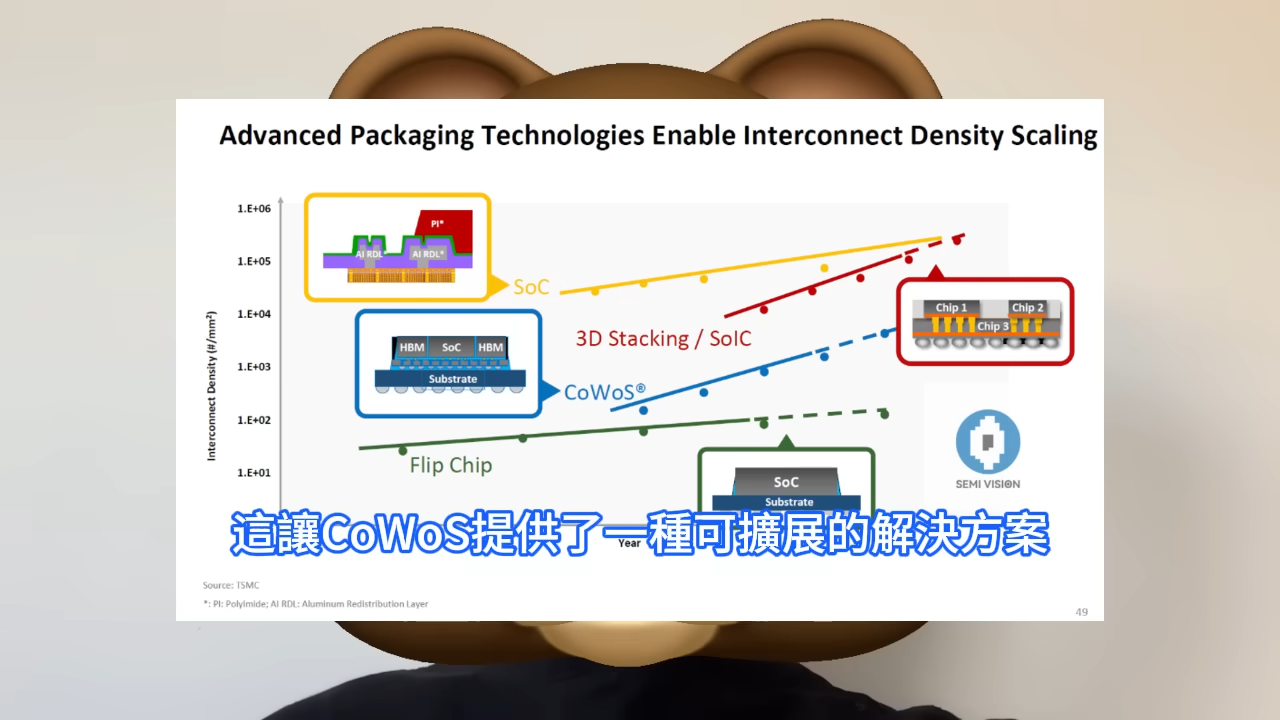 Advanced Packaging Technologies Enable Interconnect Density Scaling
Interconnect Density (#/mm²)
1.E+06
1.E+05
1.E+04
1.E+03
1.E+02
1.E+01
PI*
Al RDL*
Al RDL*
SoC
HBM
SoC
HBM
Substrate
CoWoS®
3D Stacking / SoIC
Chip 1
Chip 2
Chip 3
Flip Chip
SoC
Substrate
SEMI VISION
這讓CoWoS提供了一種可擴展的解決方案
Year
Source: TSMC
*: PI: Polyimide; Al RDL: Aluminum Redistribution Layer
49